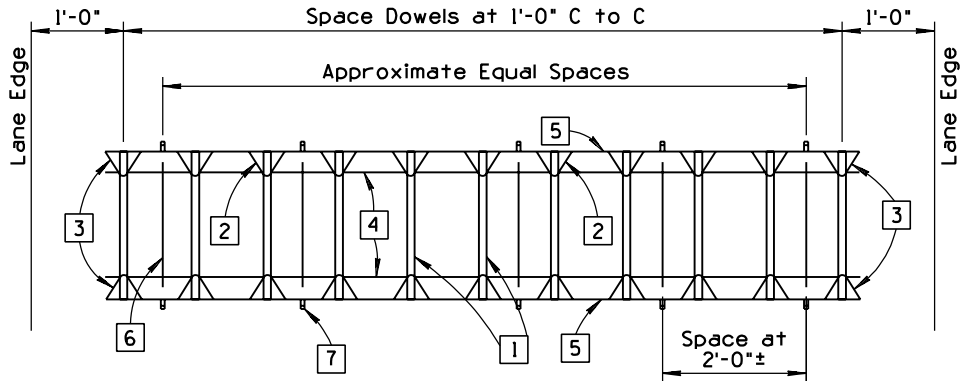 1'-0"
Space Dowels at 1'-0" C to C
1'-0"
Approximate Equal Spaces
Lane Edge
Lane Edge
5
3
2
4
2
3
6
7
1
5
Space at
2'-0"±